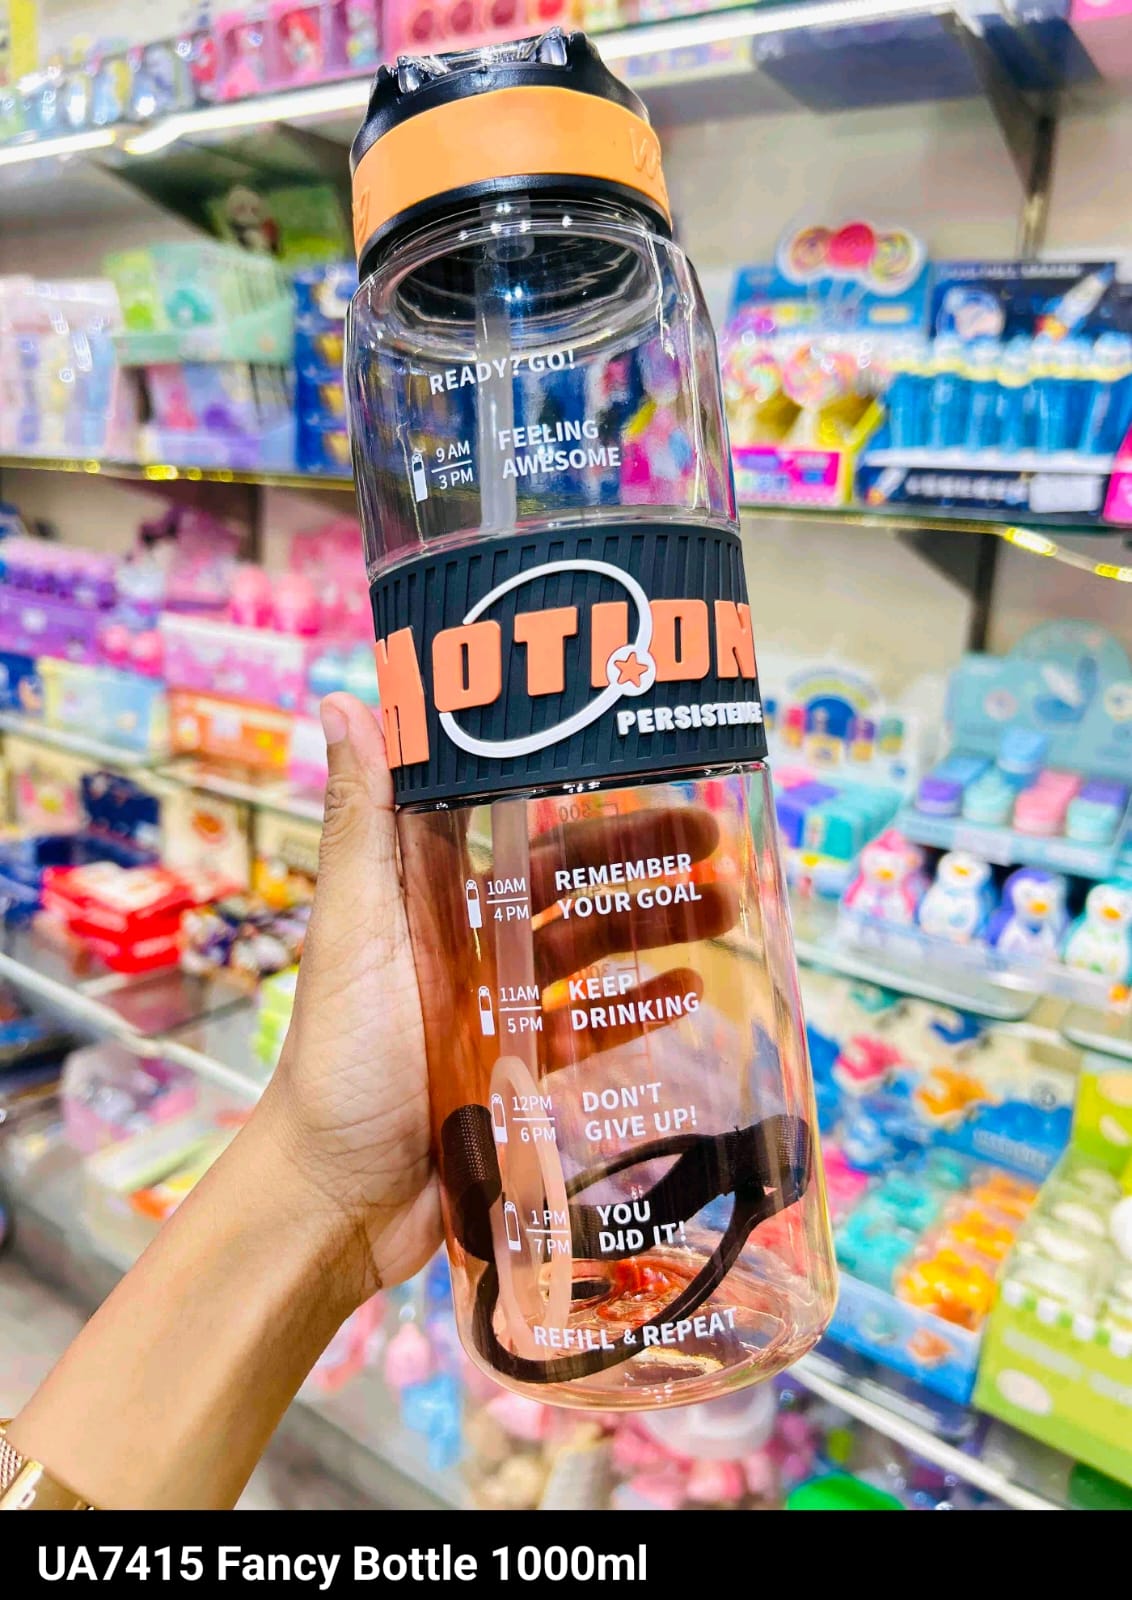 READY? GO!
9 AM
3 PM
FEELING
AWESOME
MOTION
PERSISTENCE
10AM
4 PM
REMEMBER
YOUR GOAL
11AM
5 PM
KEEP
DRINKING
12PM
6 PM
DON'T
GIVE UP!
1 PM
7 PM
YOU
DID IT!
REFILL & REPEAT
UA7415 Fancy Bottle 1000ml